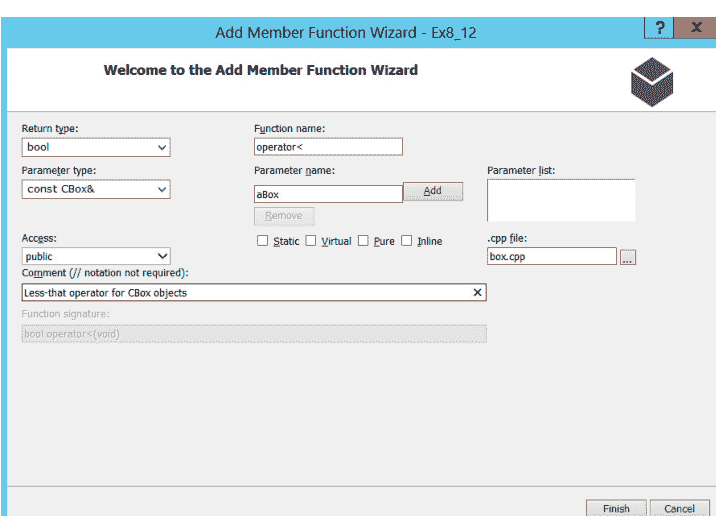 Add Member Function Wizard - Ex8_12
? X
Welcome to the Add Member Function Wizard
Return type: Function name:
bool operator<
Parameter type: Parameter name: Parameter list:
const CBox& aBox Add
Remove
Access: Static Virtual Pure Inline .cpp file:
public box.cpp ...
Comment (// notation not required):
Less-that operator for CBox objects
Function signature:
bool operator<(void)
Finish Cancel